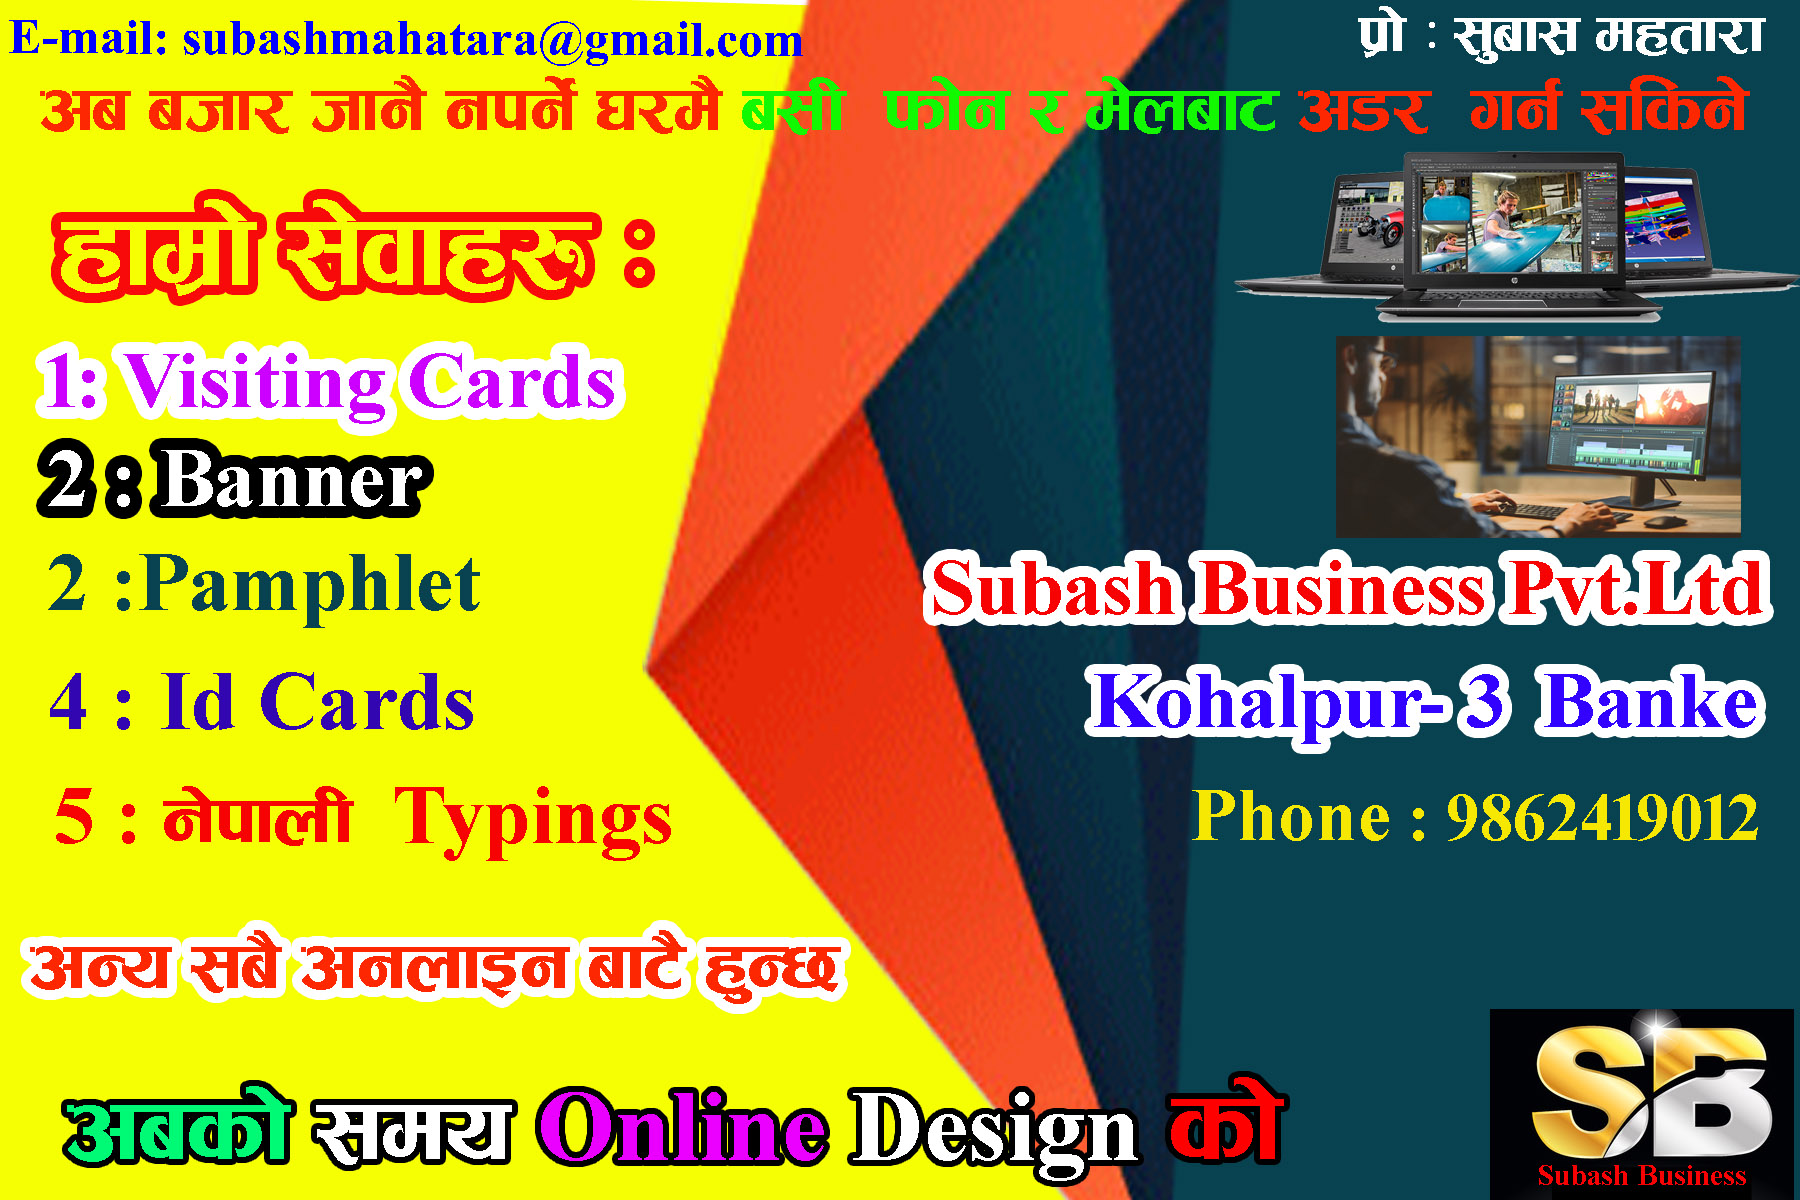 E-mail: subashmahatara@gmail.com
प्रो : सुबास महतारा
अब बजार जानै नपर्ने घरमै बसी फोन र मेलबाट अडर गर्न सकिने
हाम्रो सेवाहरू :
1: Visiting Cards
2 : Banner
2 :Pamphlet
4 : Id Cards
5 : नेपाली Typings
अन्य सबै अनलाइन बाटै हुन्छ
अबको समय Online Design को
Subash Business Pvt.Ltd
Kohalpur- 3 Banke
Phone : 9862419012
SB
Subash Business